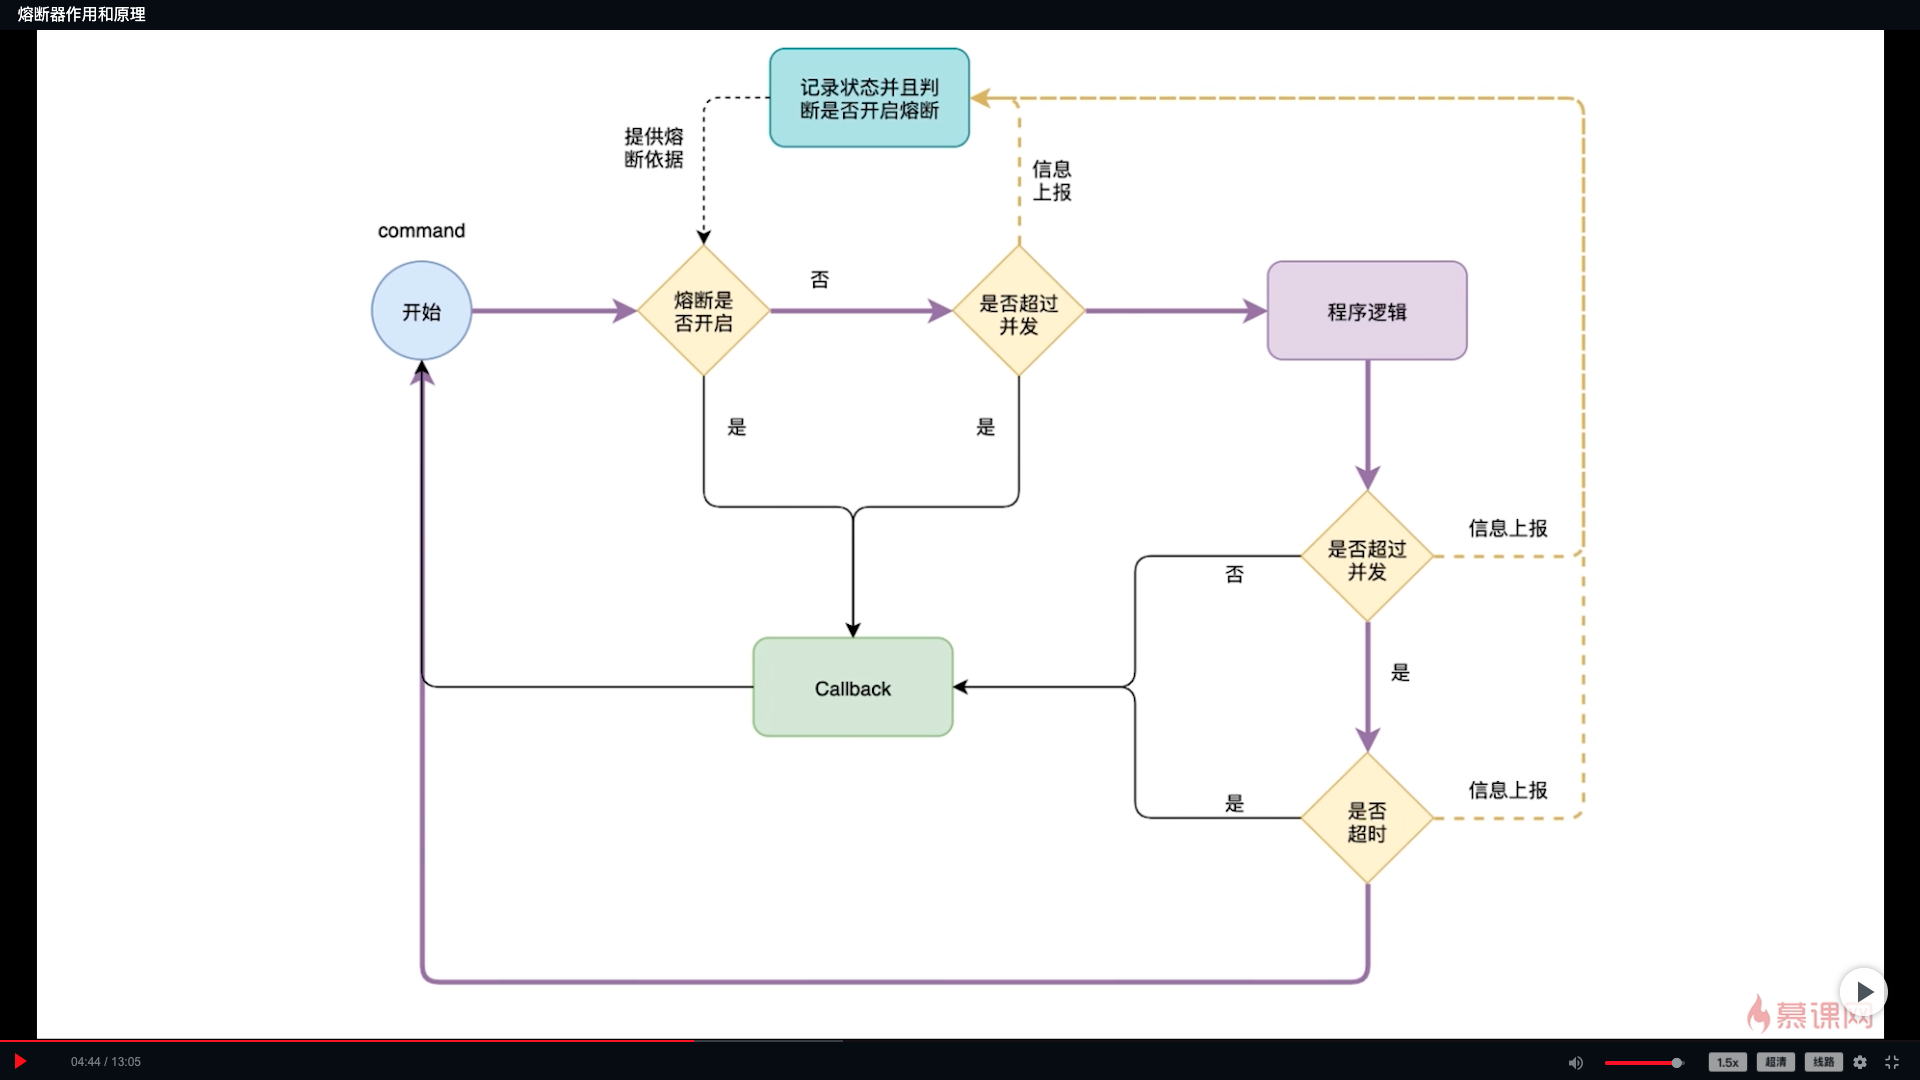 熔断器作用和原理
记录状态并且判
断是否开启熔断
提供熔
断依据
信息
上报
command
开始
熔断是
否开启
否
是否超过
并发
程序逻辑
是
是
是否超过
并发
信息上报
否
是
Callback
是否
超时
信息上报
是
慕课网
04:44 / 13:05
1.5x
超清
线路